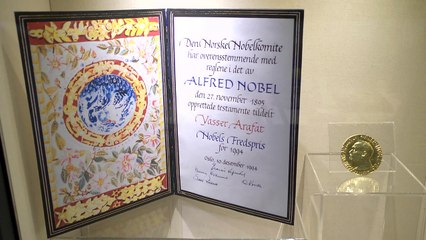 Den Norske Nobelkomite
har overensstemmende med
reglene i det av
ALFRED NOBEL
den 27. november 1895
opprettede testamente tildelt
Yasser Arafat
Nobels Fredspris
for 1994
Oslo, 10. desember 1994